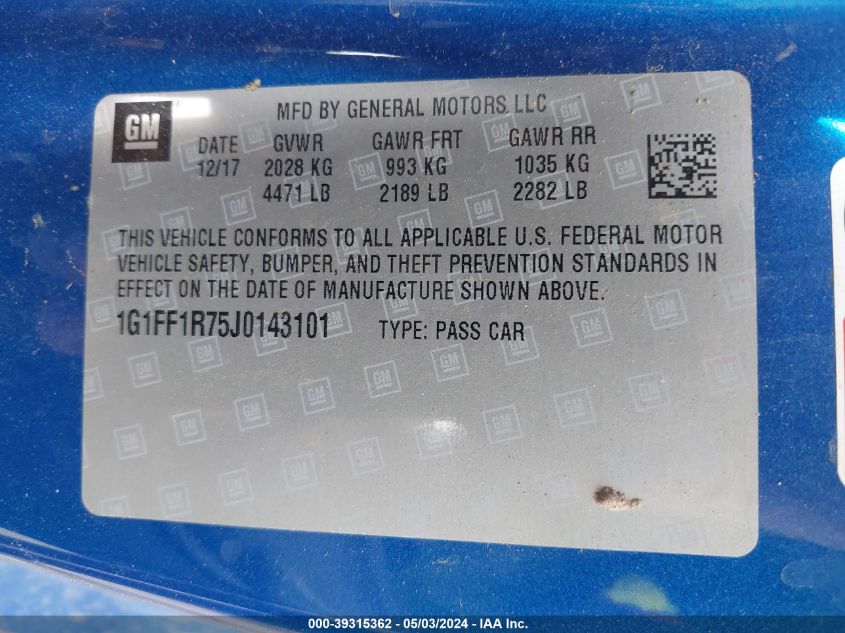 GM
MFD BY GENERAL MOTORS, LLC
DATE GVWR GAWR FRT GAWR RR
12/17 2028 KG 993 KG 1035 KG
4471 LB 2189 LB 2282 LB
THIS VEHICLE CONFORMS TO ALL APPLICABLE U.S. FEDERAL MOTOR
VEHICLE SAFETY, BUMPER, AND THEFT PREVENTION STANDARDS IN
EFFECT ON THE DATE OF MANUFACTURE SHOWN ABOVE.
1G1FF1R75J0143101 TYPE: PASS CAR
000-39315362 - 05/03/2024 - IAA Inc.